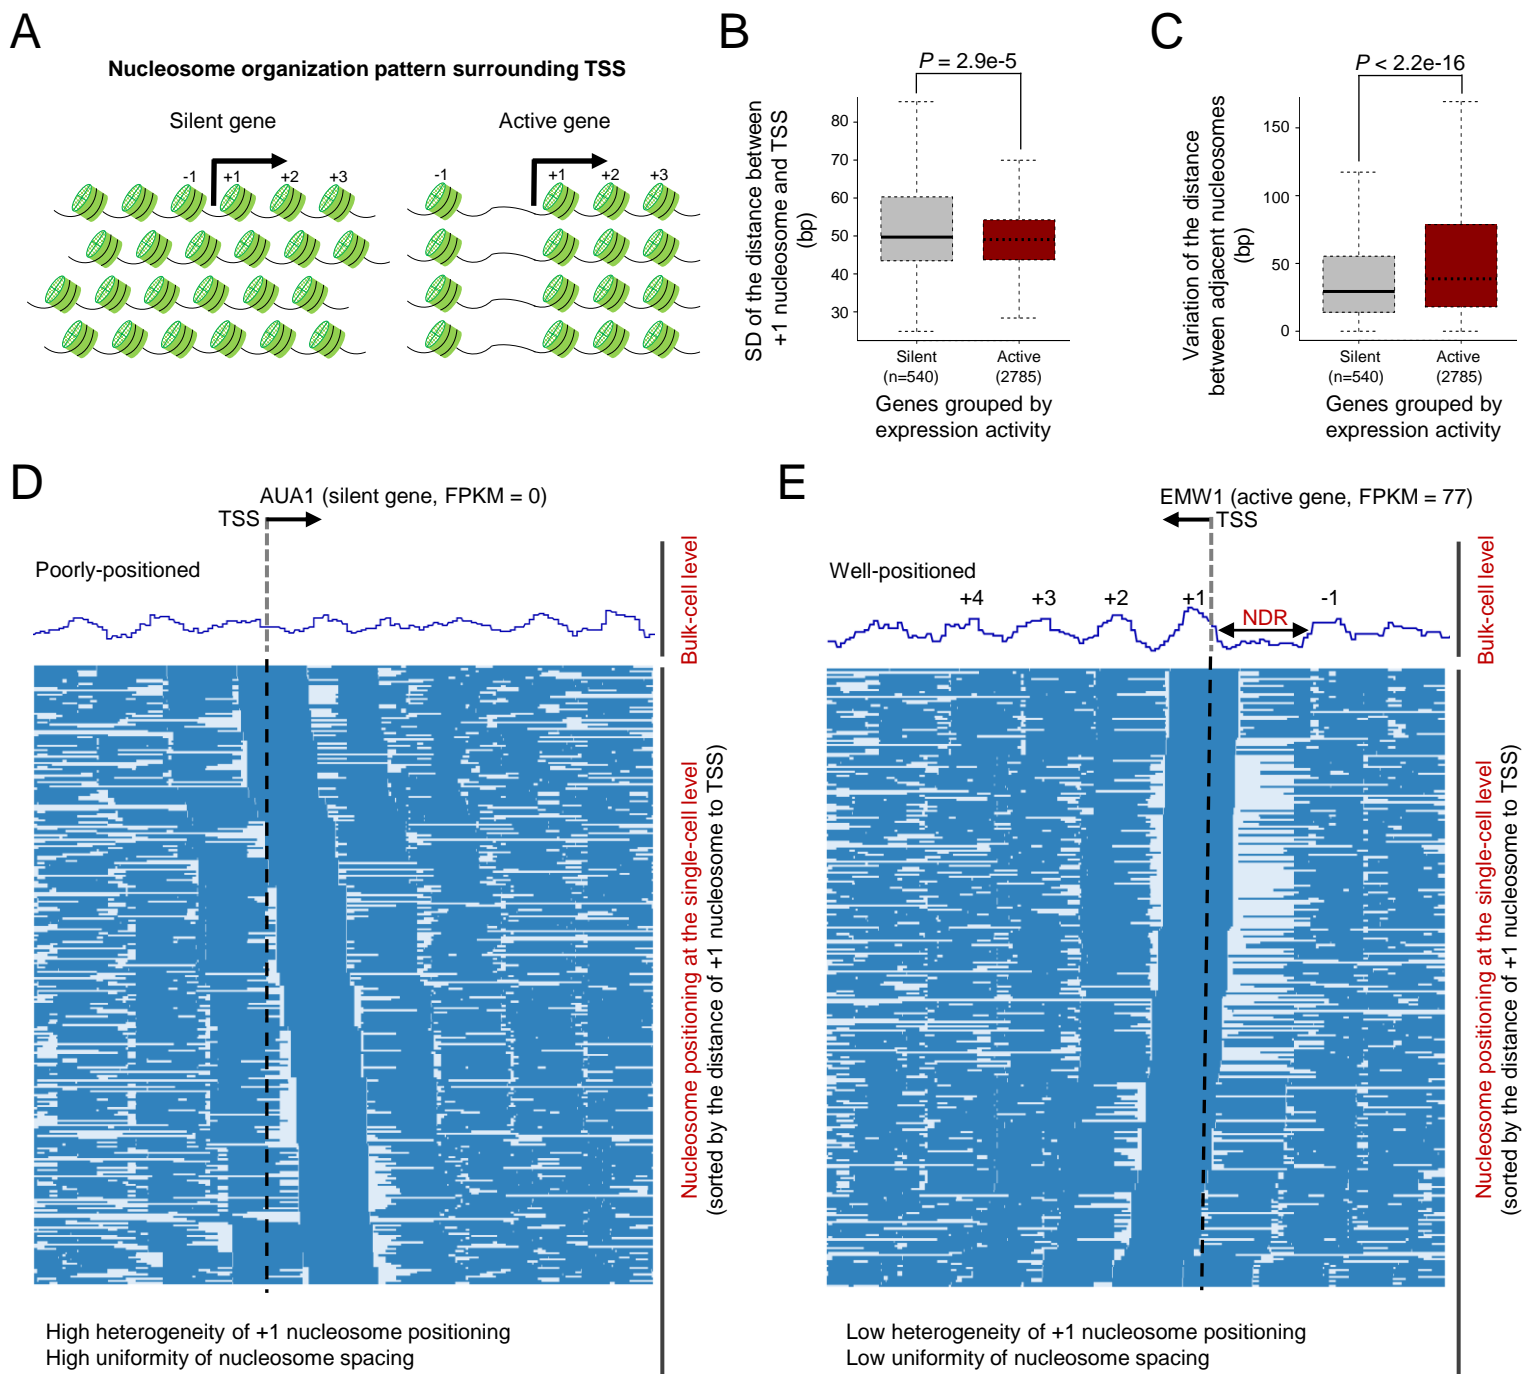 A
Nucleosome organization pattern surrounding TSS
Silent gene
Active gene
-1
+1
+2
+3
-1
+1
+2
+3
B
P = 2.9e-5
SD of the distance between
+1 nucleosome and TSS
(bp)
80
70
60
50
40
30
Silent
(n=540)
Active
(2785)
Genes grouped by
expression activity
C
P < 2.2e-16
Variation of the distance
between adjacent nucleosomes
(bp)
150
100
50
0
Silent
(n=540)
Active
(2785)
Genes grouped by
expression activity
D
AUA1 (silent gene, FPKM = 0)
TSS
Poorly-positioned
Bulk-cell level
Nucleosome positioning at the single-cell level
(sorted by the distance of +1 nucleosome to TSS)
High heterogeneity of +1 nucleosome positioning
High uniformity of nucleosome spacing
E
EMW1 (active gene, FPKM = 77)
TSS
Well-positioned
+4
+3
+2
+1
NDR
-1
Bulk-cell level
Nucleosome positioning at the single-cell level
(sorted by the distance of +1 nucleosome to TSS)
Low heterogeneity of +1 nucleosome positioning
Low uniformity of nucleosome spacing